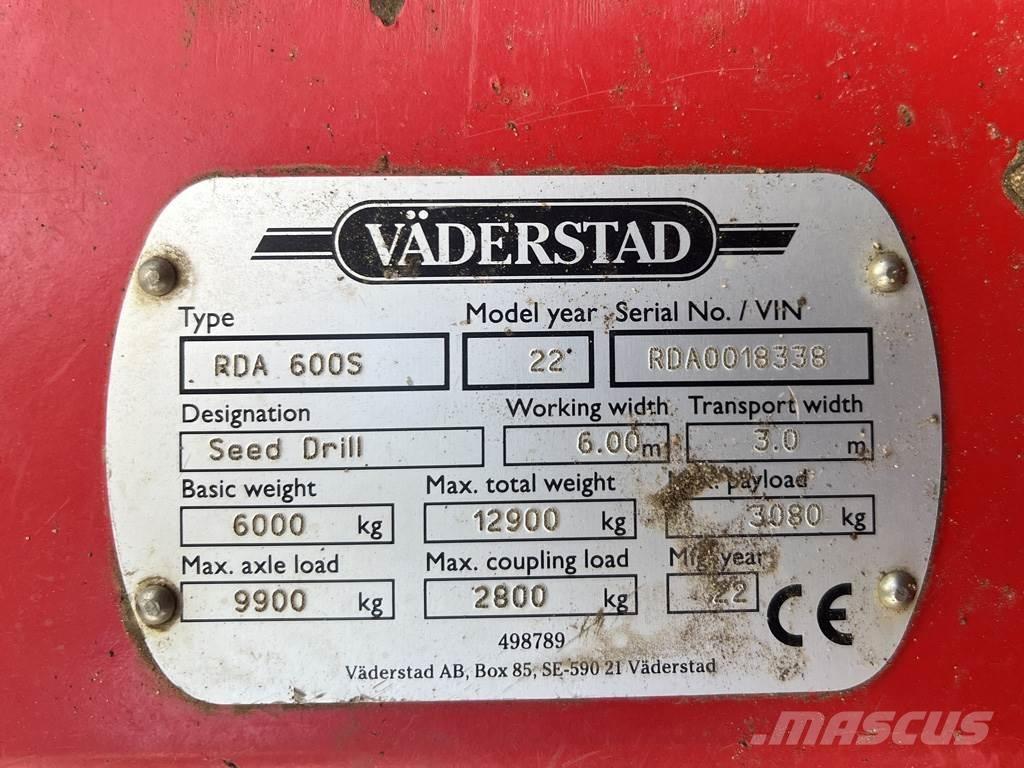 VÄDERSTAD
Type Model year Serial No. / VIN
RDA 600S 22 RDA0018338
Designation Working width Transport width
Seed Drill 6.00 m 3.0 m
Basic weight Max. total weight payload
6000 kg 12900 kg 3080 kg
Max. axle load Max. coupling load Mfg year
9900 kg 2800 kg 22
CE
498789
Väderstad AB, Box 85, SE-590 21 Väderstad
MASCUS